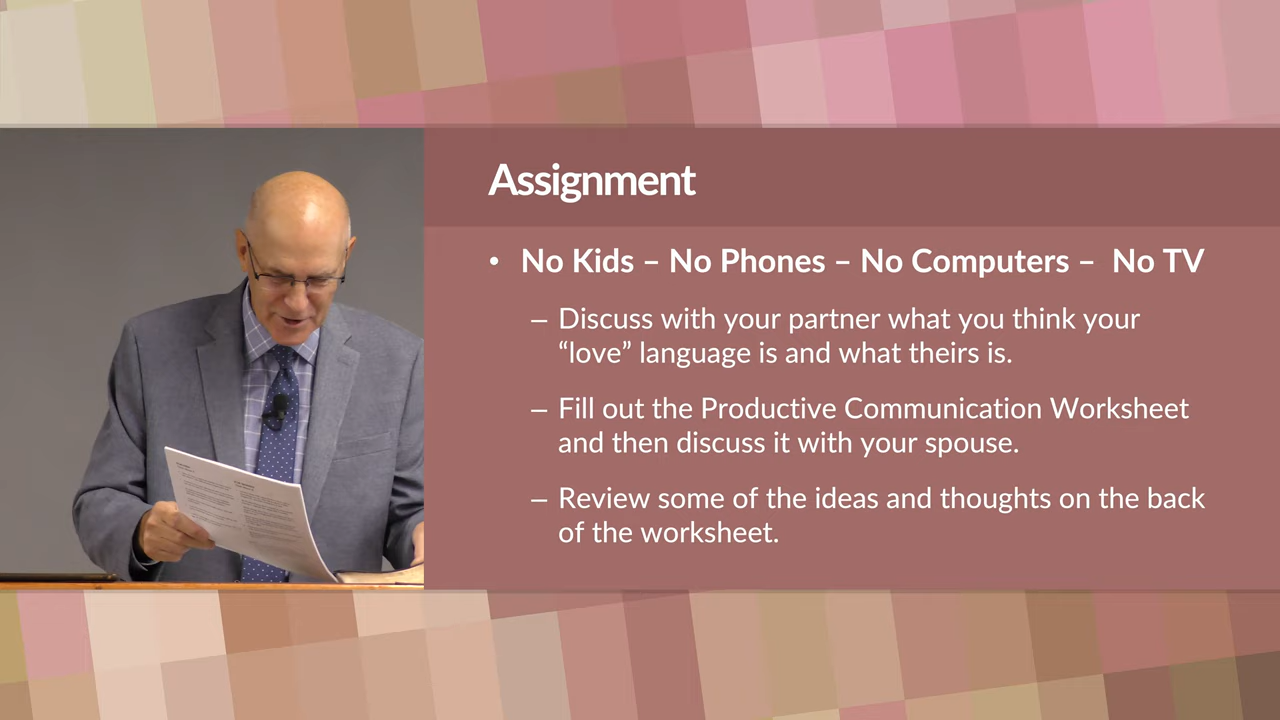 Assignment
• No Kids – No Phones – No Computers – No TV
– Discuss with your partner what you think your
“love” language is and what theirs is.
– Fill out the Productive Communication Worksheet
and then discuss it with your spouse.
– Review some of the ideas and thoughts on the back
of the worksheet.